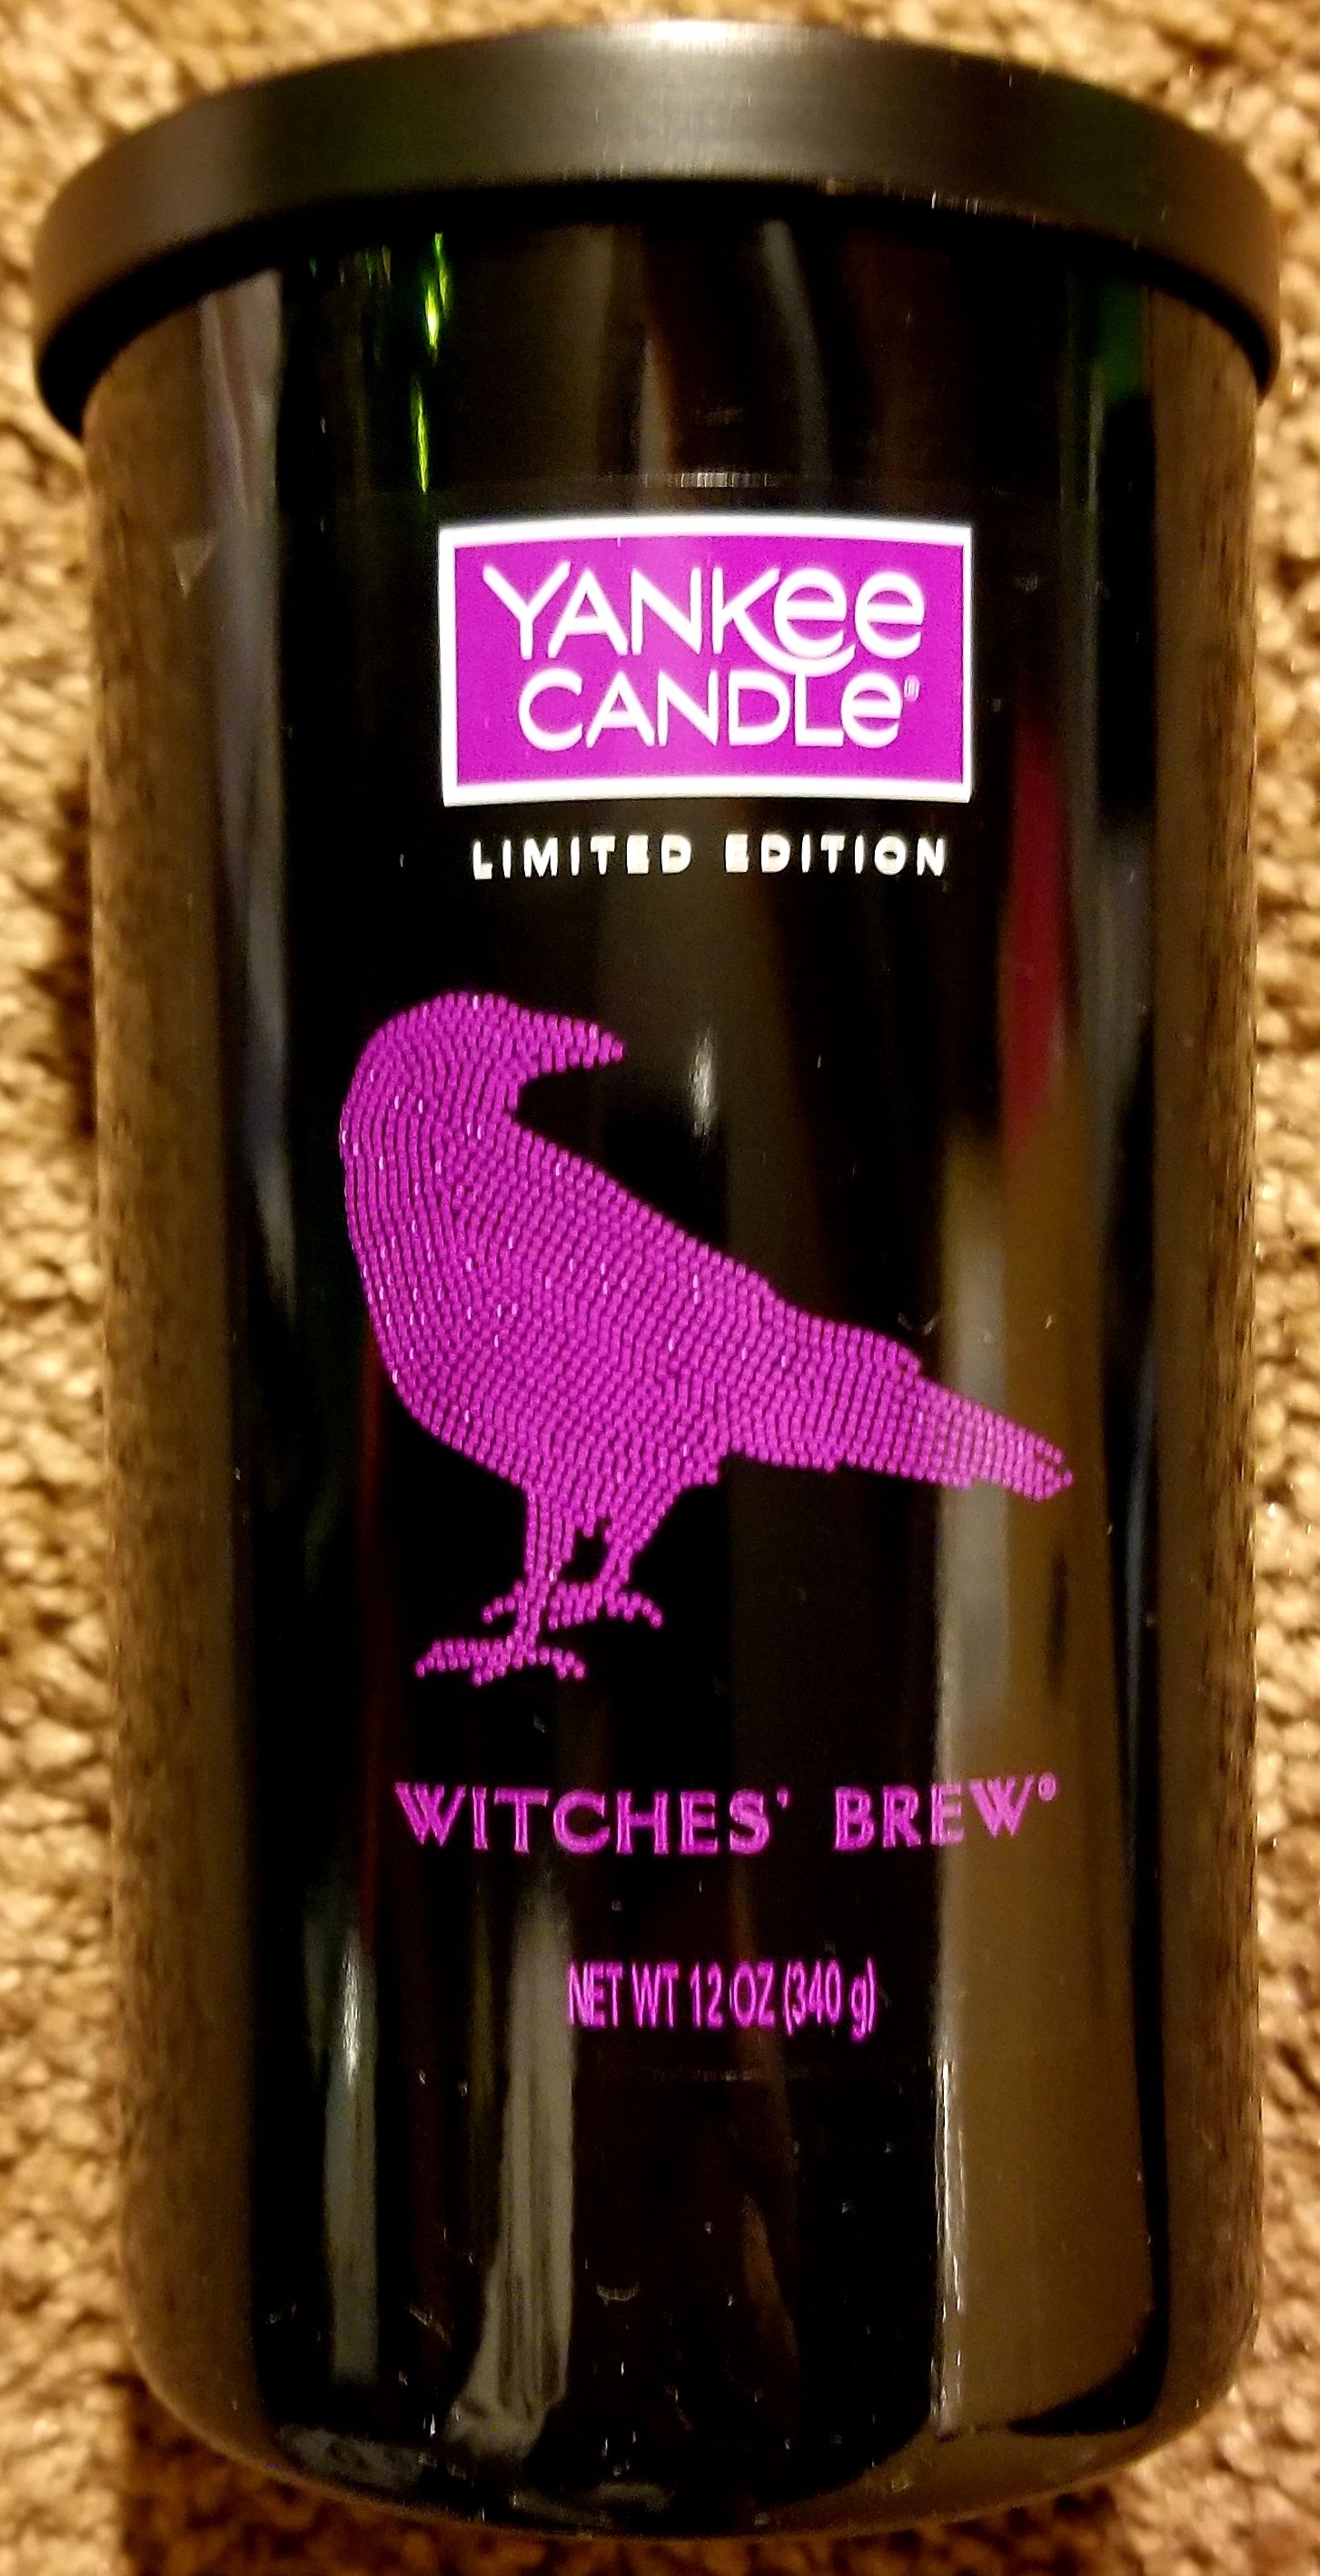 YANKEE
CANDLE®
LIMITED EDITION
WITCHES' BREW®
NET WT 12 OZ (340 g)